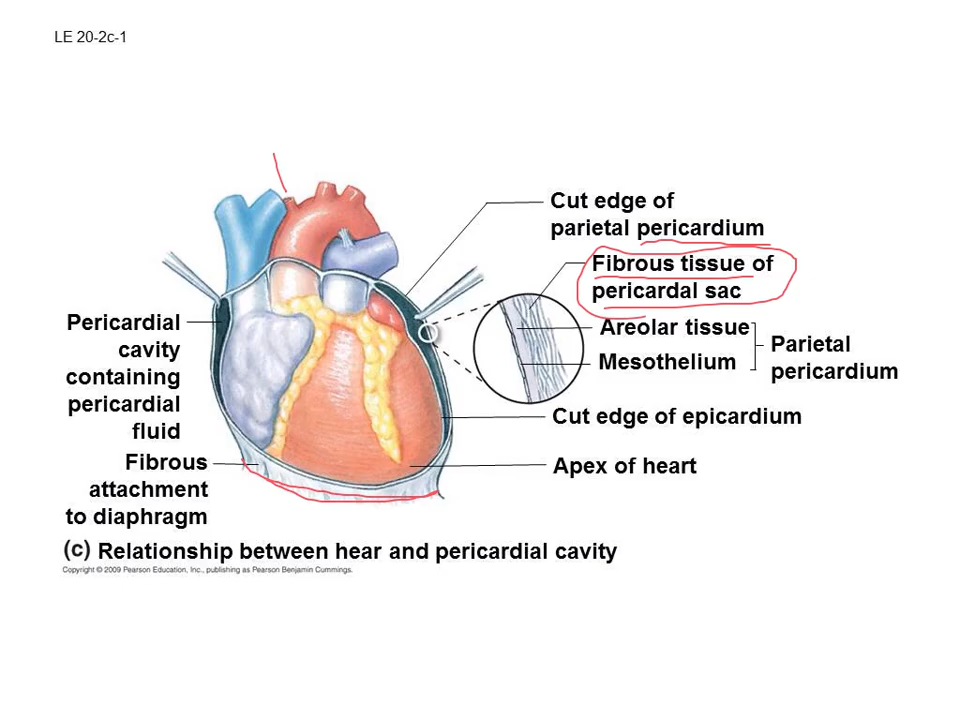 LE 20-2c-1
Cut edge of
parietal pericardium
Fibrous tissue of
pericardal sac
Areolar tissue
Mesothelium
Parietal
pericardium
Pericardial
cavity
containing
pericardial
fluid
Cut edge of epicardium
Fibrous
attachment
to diaphragm
Apex of heart
(c) Relationship between hear and pericardial cavity
Copyright © 2009 Pearson Education, Inc., publishing as Pearson Benjamin Cummings.